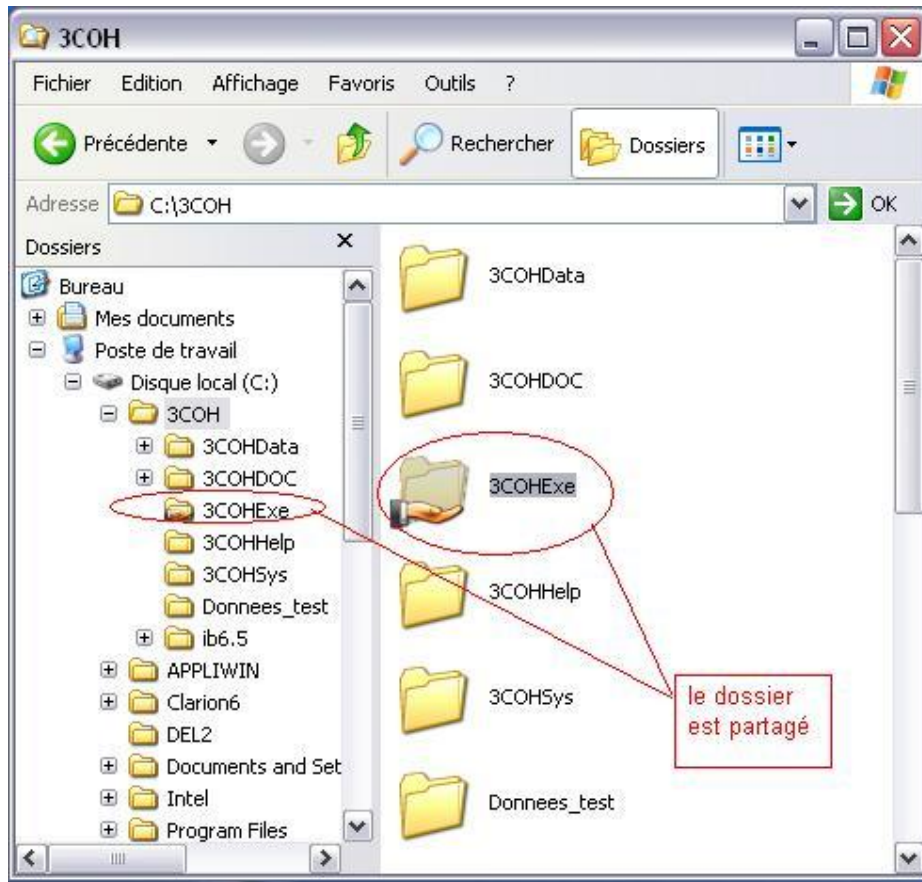 3COH
Fichier Edition Affichage Favoris Outils ?
Précédente Rechercher Dossiers
Adresse C:\3COH OK
Dossiers
Bureau
Mes documents
Poste de travail
Disque local (C:)
3COH
3COHData
3COHDOC
3COHExe
3COHHelp
3COHSys
Donnees_test
ib6.5
APPLIWIN
Clarion6
DEL2
Documents and Set
Intel
Program Files
3COHData
3COHDOC
3COHExe
3COHHelp
3COHSys
Donnees_test
le dossier
est partagé